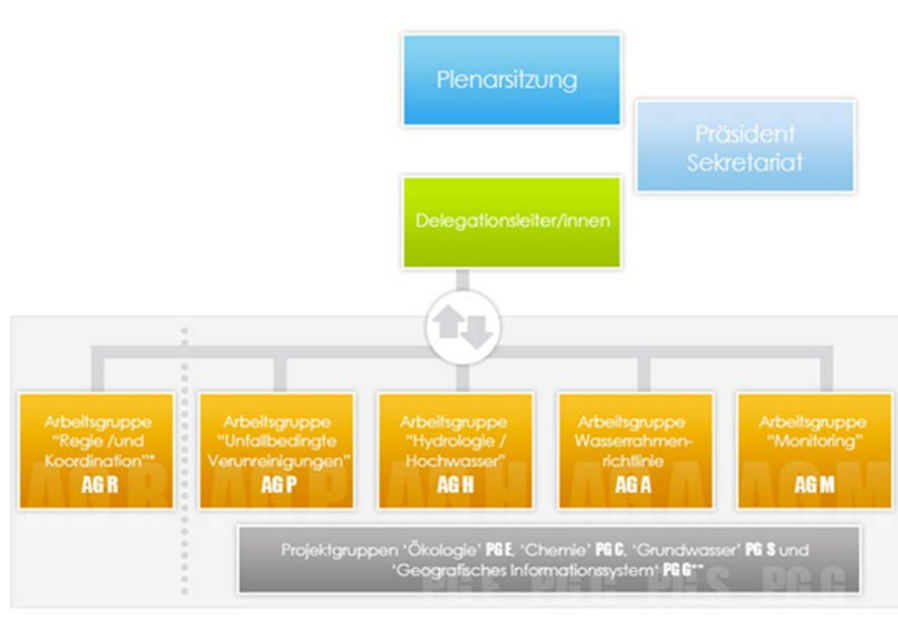 Plenarsitzung
Präsident
Sekretariat
Delegationsleiter/innen
Arbeitsgruppe
"Regie /und
Koordination"*
AG R
Arbeitsgruppe
"Unfallbedingte
Verunreinigungen"
AG P
Arbeitsgruppe
"Hydrologie /
Hochwasser"
AG H
Arbeitsgruppe
Wasserrahmen-
richtlinie
AG A
Arbeitsgruppe
"Monitoring"
AG M
Projektgruppen 'Ökologie' PG E, 'Chemie' PG C, 'Grundwasser' PG S und
'Geografisches Informationssystem' PG G**